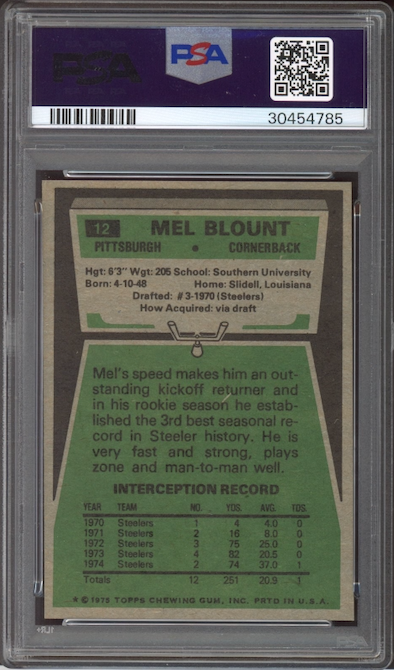 PSA
PSA
30454785
12 MEL BLOUNT
PITTSBURGH • CORNERBACK
Hgt: 6'3" Wgt: 205 School: Southern University
Born: 4-10-48 Home: Slidell, Louisiana
Drafted: #3-1970 (Steelers)
How Acquired: via draft
Mel's speed makes him an out-
standing kickoff returner and
in his rookie season he estab-
lished the 3rd best seasonal re-
cord in Steeler history. He is
very fast and strong, plays
zone and man-to-man well.
INTERCEPTION RECORD
YEAR TEAM NO. YDS. AVG. TDS
1970 Steelers 1 4 4.0 0
1971 Steelers 2 16 8.0 0
1972 Steelers 3 75 25.0 0
1973 Steelers 4 82 20.5 0
1974 Steelers 2 74 37.0 1
Totals 12 251 20.9 1
© 1975 TOPPS CHEWING GUM, INC. PRTD IN U.S.A.